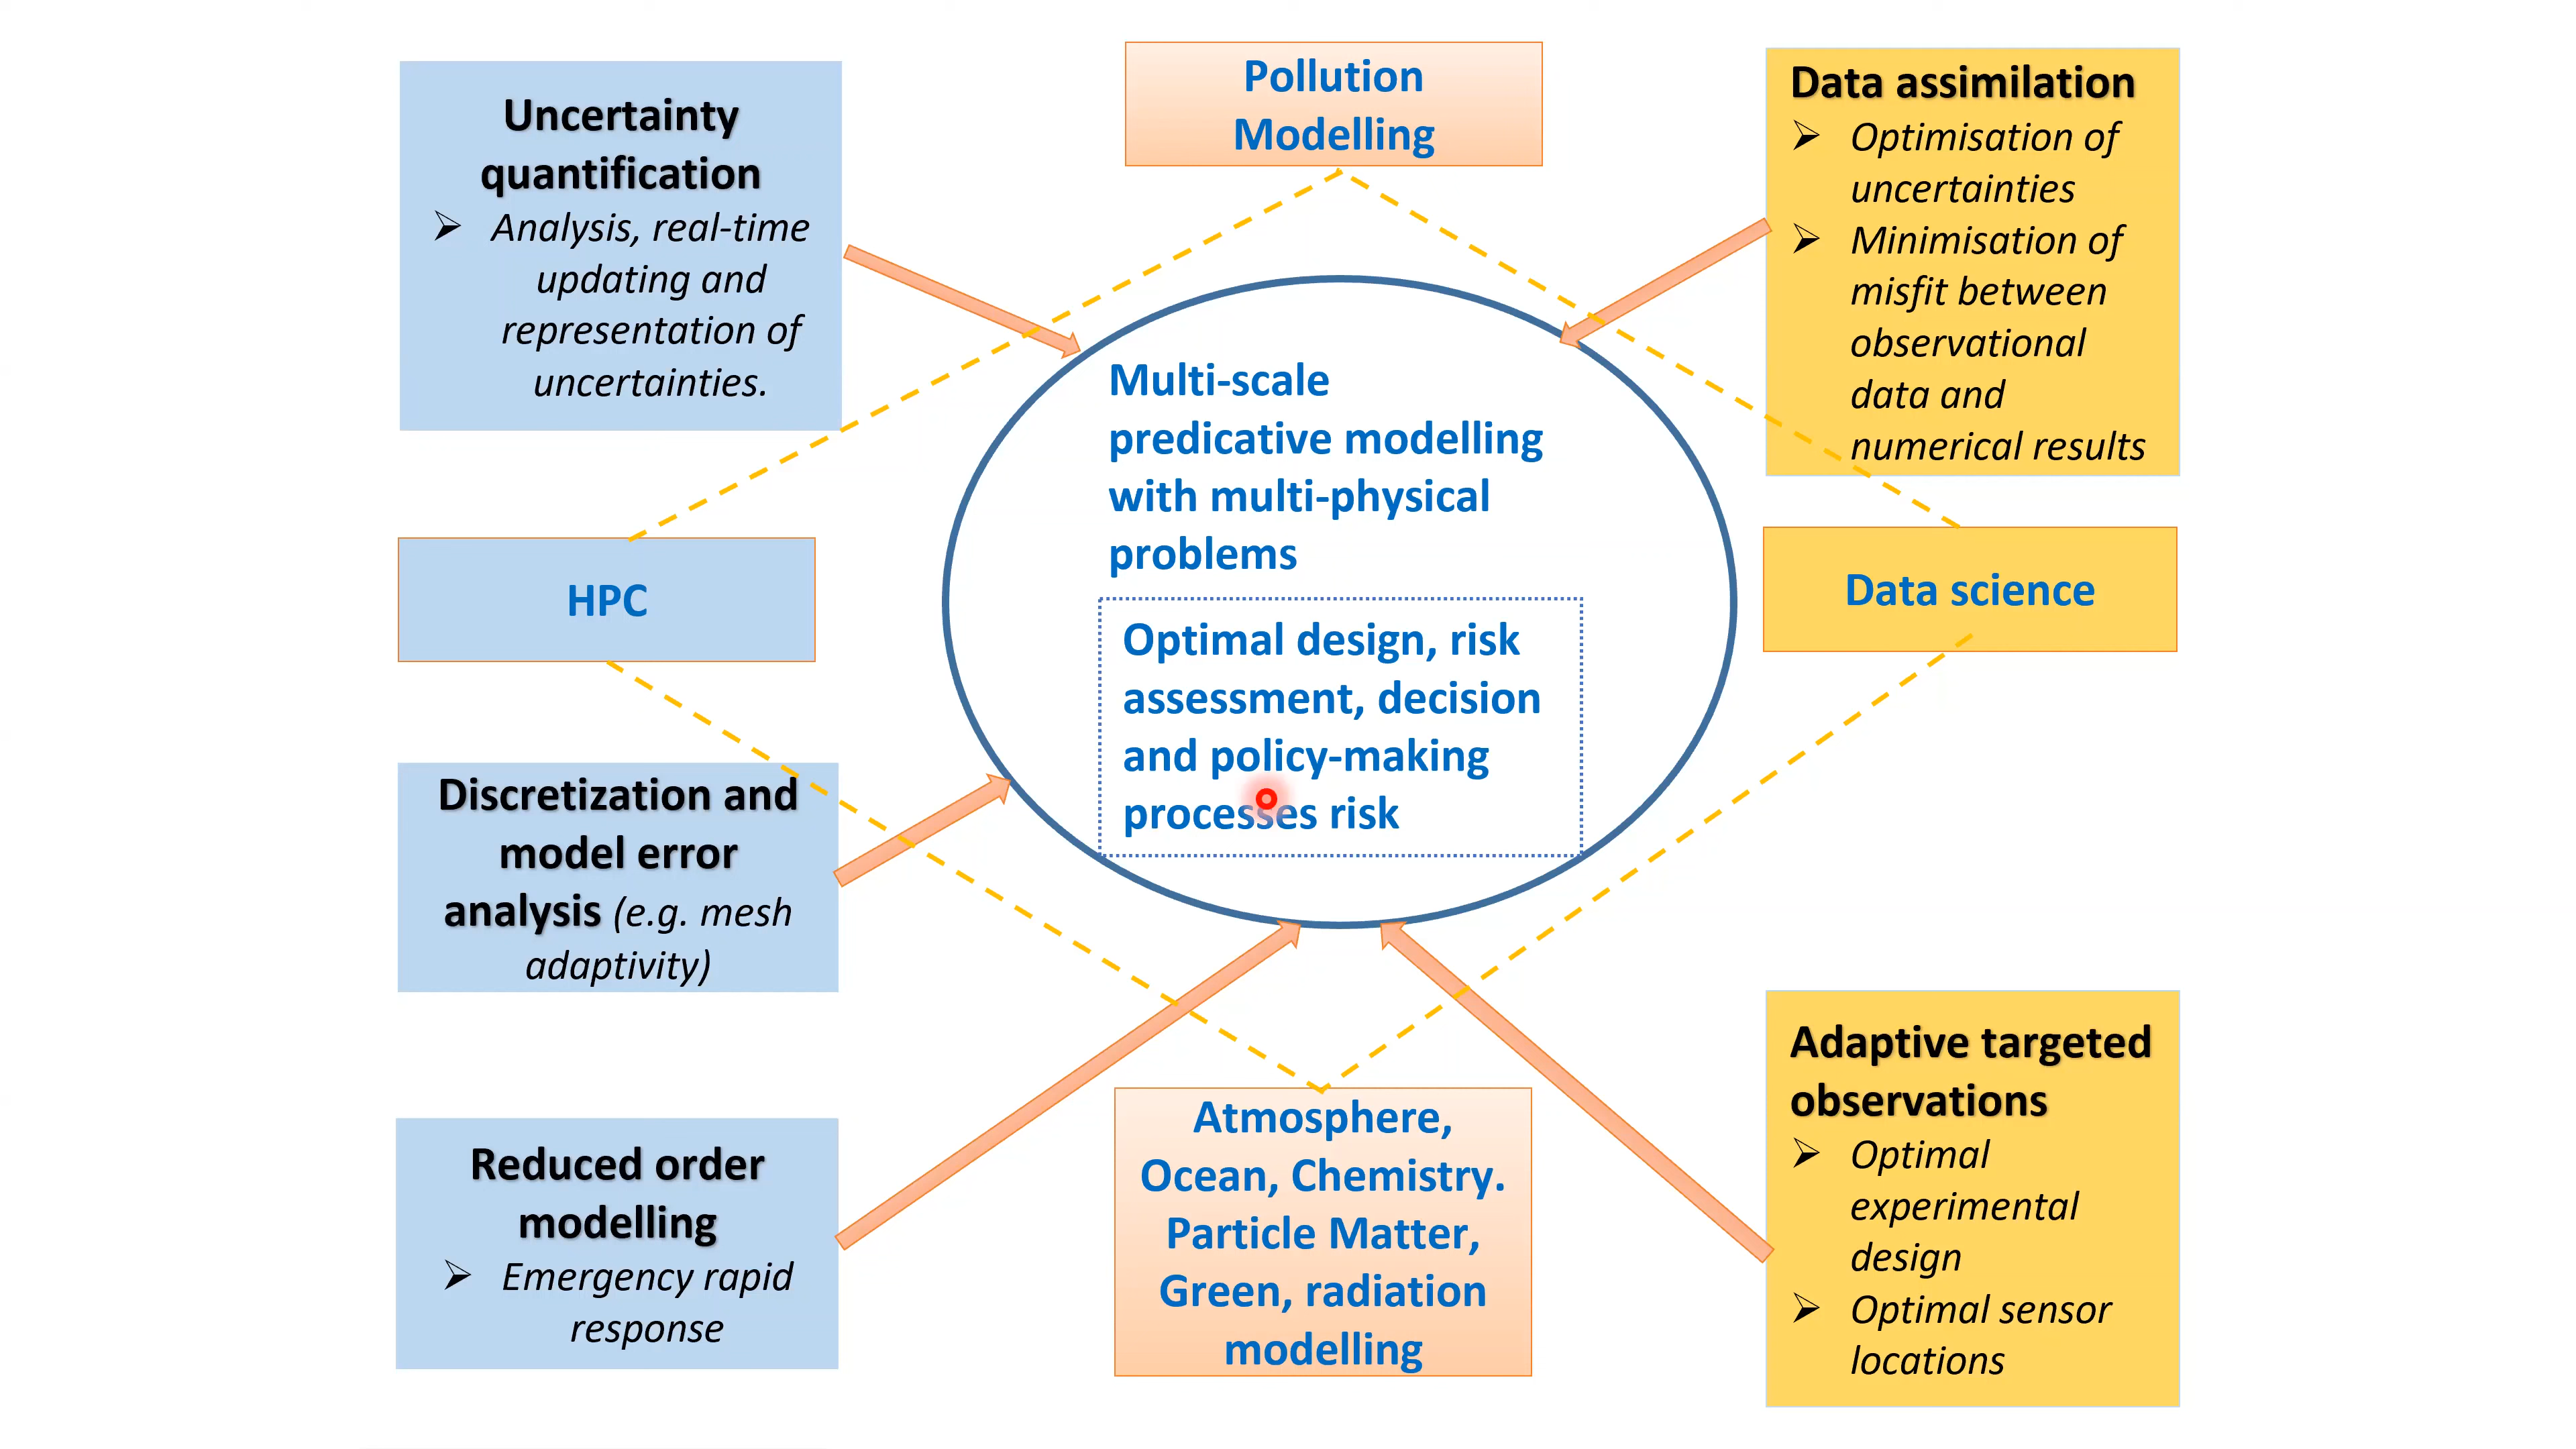 Uncertainty
quantification
Analysis, real-time
updating and
representation of
uncertainties.
Pollution
Modelling
Data assimilation
Optimisation of
uncertainties
Minimisation of
misfit between
observational
data and
numerical results
Multi-scale
predicative modelling
with multi-physical
problems
HPC
Data science
Optimal design, risk
assessment, decision
and policy-making
processes risk
Discretization and
model error
analysis (e.g. mesh
adaptivity)
Reduced order
modelling
Emergency rapid
response
Atmosphere,
Ocean, Chemistry.
Particle Matter,
Green, radiation
modelling
Adaptive targeted
observations
Optimal
experimental
design
Optimal sensor
locations